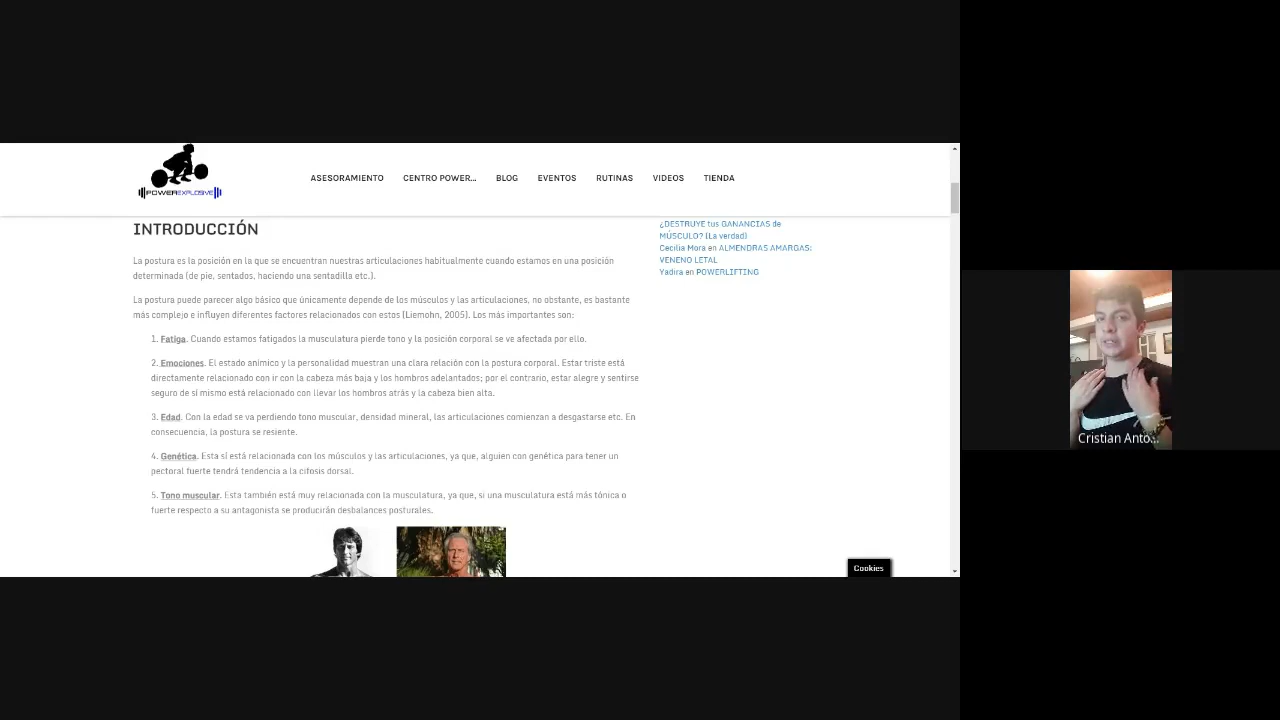 POWEREXPLOSIVE
ASESORAMIENTO CENTRO POWER... BLOG EVENTOS RUTINAS VIDEOS TIENDA
INTRODUCCIÓN
La postura es la posición en la que se encuentran nuestras articulaciones habitualmente cuando estamos en una posición
determinada (de pie, sentados, haciendo una sentadilla etc.).
La postura puede parecer algo básico que únicamente depende de los músculos y las articulaciones, no obstante, es bastante
más complejo e influyen diferentes factores relacionados con estos (Liemohn, 2005). Los más importantes son:
1. Fatiga. Cuando estamos fatigados la musculatura pierde tono y la posición corporal se ve afectada por ello.
2. Emociones. El estado anímico y la personalidad muestran una clara relación con la postura corporal. Estar triste está
directamente relacionado con ir con la cabeza más baja y los hombros adelantados; por el contrario, estar alegre y sentirse
seguro de sí mismo está relacionado con llevar los hombros atrás y la cabeza bien alta.
3. Edad. Con la edad se va perdiendo tono muscular, densidad mineral, las articulaciones comienzan a desgastarse etc. En
consecuencia, la postura se resiente.
4. Genética. Esta sí está relacionada con los músculos y las articulaciones, ya que, alguien con genética para tener un
pectoral fuerte tendrá tendencia a la cifosis dorsal.
5. Tono muscular. Esta también está muy relacionada con la musculatura, ya que, si una musculatura está más tónica o
fuerte respecto a su antagonista se producirán desbalances posturales.
¿DESTRUYE tus GANANCIAS de
MÚSCULO? (La verdad)
Cecilia Mora en ALMENDRAS AMARGAS:
VENENO LETAL
Yadira en POWERLIFTING
Cookies
Cristian Anto...